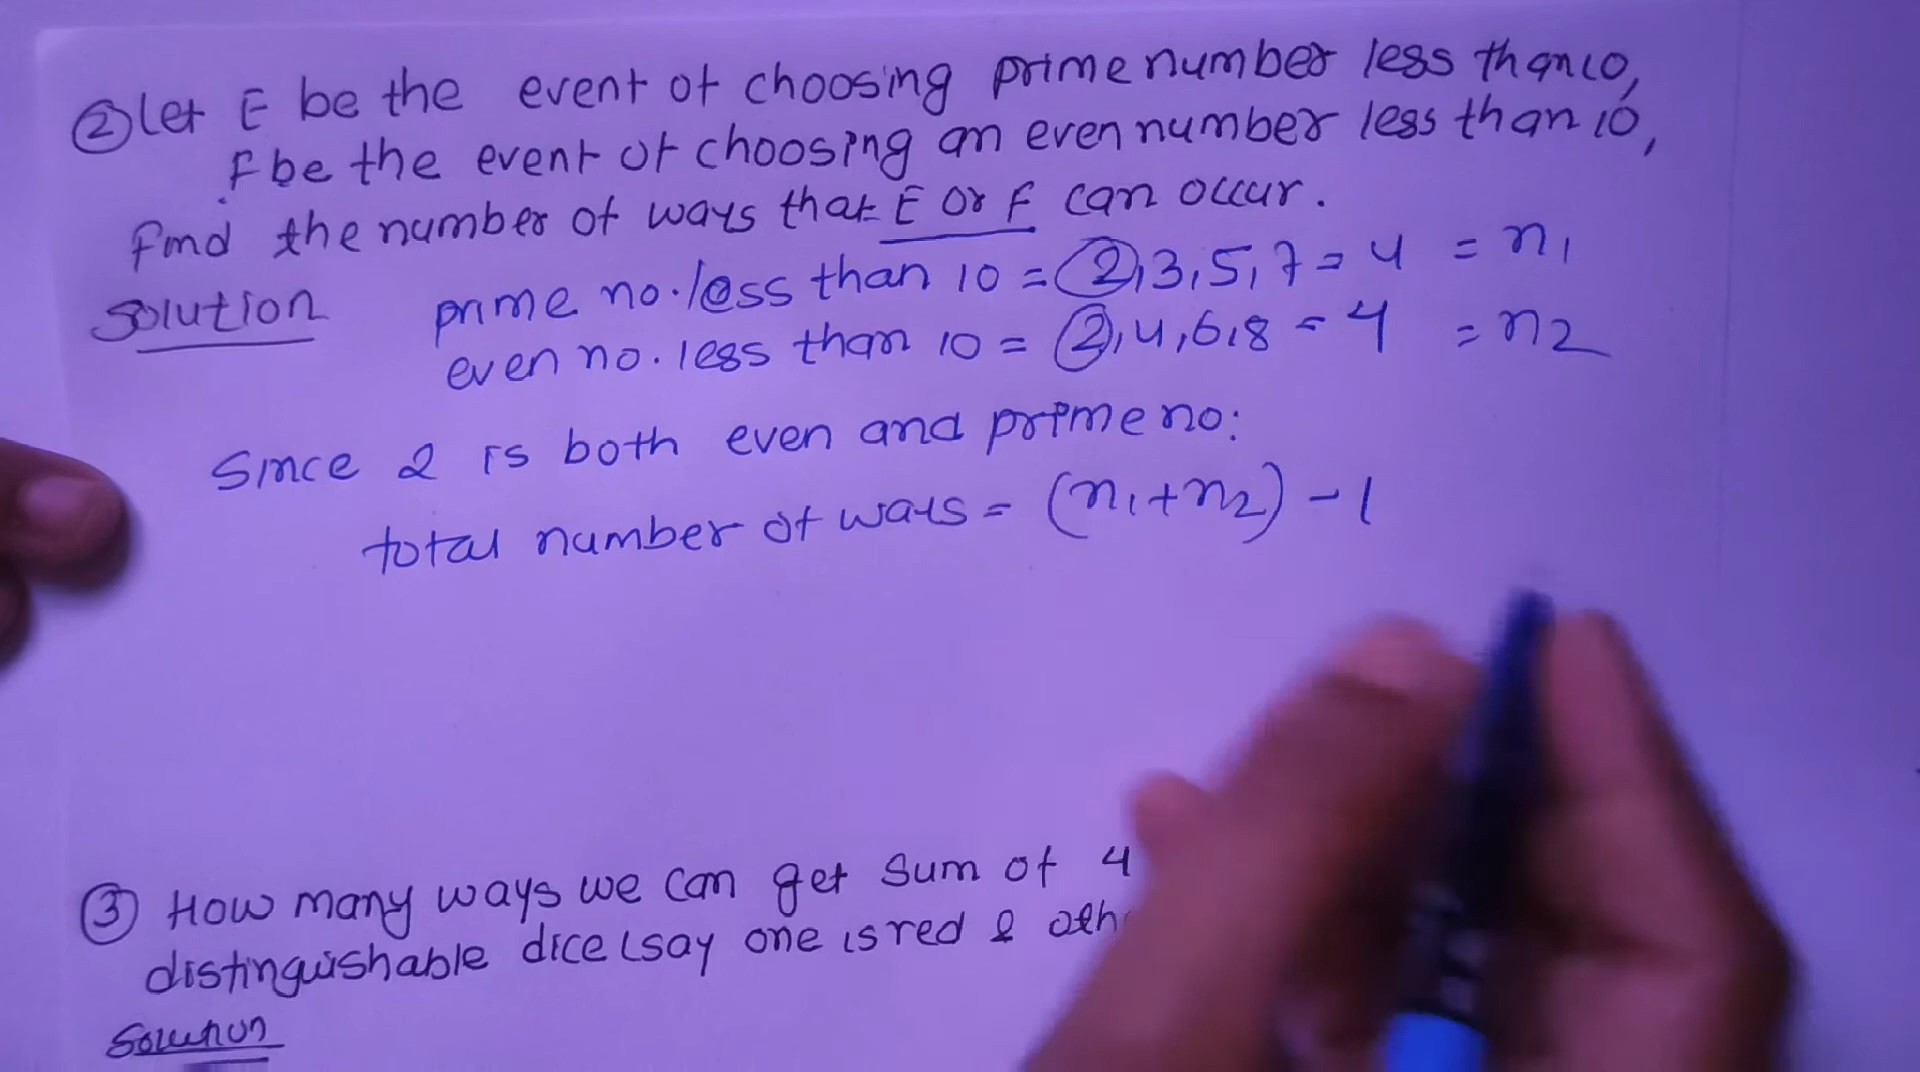 ② Let E be the event of choosing prime number less than 10,
F be the event of choosing an even number less than 10,
find the number of ways that E or F can occur.
Solution prime no. less than 10 = 2,3,5,7 = 4 = n1
even no. less than 10 = 2,4,6,8 = 4 = n2
Since 2 is both even and prime no:
total number of ways = (n1+n2) - 1
③ How many ways we can get sum of 4
distinguishable dice (say one is red &
Solution